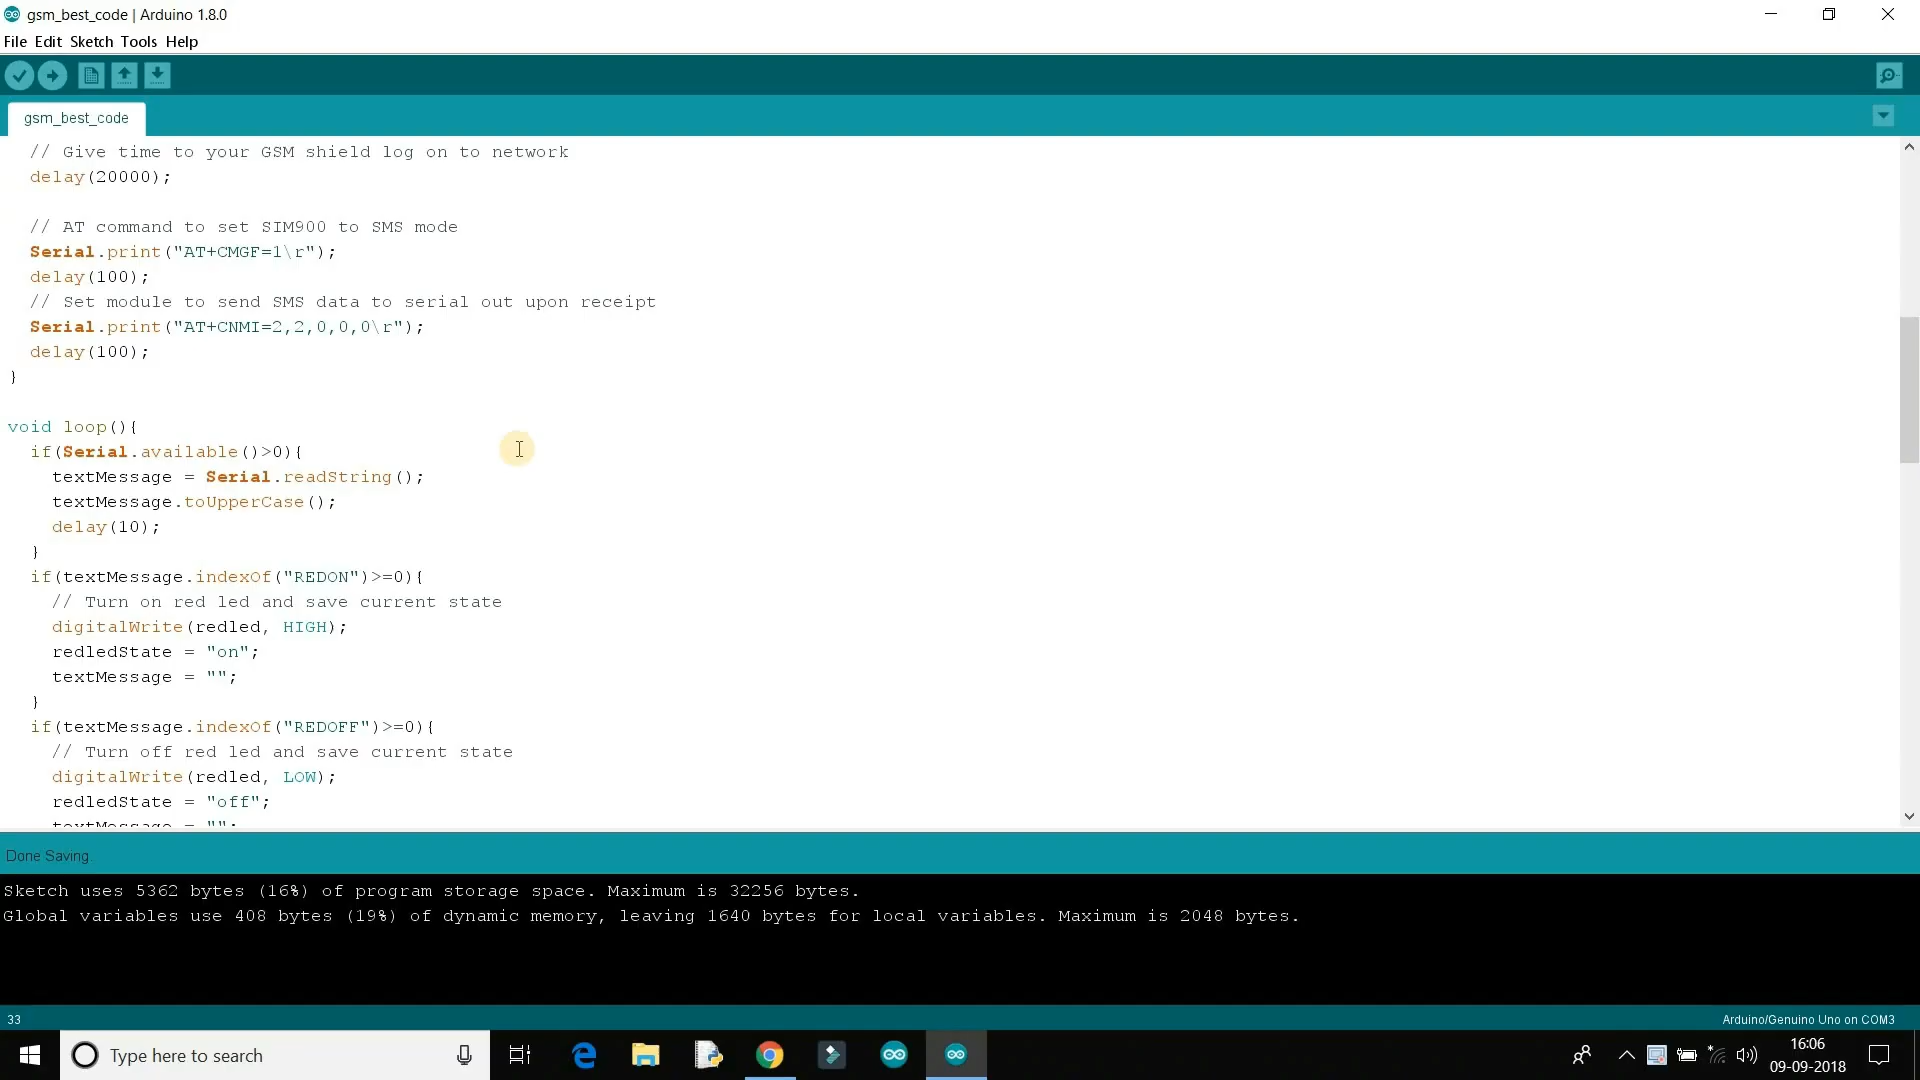 gsm_best_code | Arduino 1.8.0
File Edit Sketch Tools Help
gsm_best_code
// Give time to your GSM shield log on to network
delay(20000);
// AT command to set SIM900 to SMS mode
Serial.print("AT+CMGF=1\r");
delay(100);
// Set module to send SMS data to serial out upon receipt
Serial.print("AT+CNMI=2,2,0,0,0\r");
delay(100);
}
void loop(){
if(Serial.available()>0){
textMessage = Serial.readString();
textMessage.toUpperCase();
delay(10);
}
if(textMessage.indexOf("REDON")>=0){
// Turn on red led and save current state
digitalWrite(redled, HIGH);
redledState = "on";
textMessage = "";
}
if(textMessage.indexOf("REDOFF")>=0){
// Turn off red led and save current state
digitalWrite(redled, LOW);
redledState = "off";
textMessage = "";
Done Saving.
Sketch uses 5362 bytes (16%) of program storage space. Maximum is 32256 bytes.
Global variables use 408 bytes (19%) of dynamic memory, leaving 1640 bytes for local variables. Maximum is 2048 bytes.
33
Arduino/Genuino Uno on COM3
Type here to search
16:06
09-09-2018